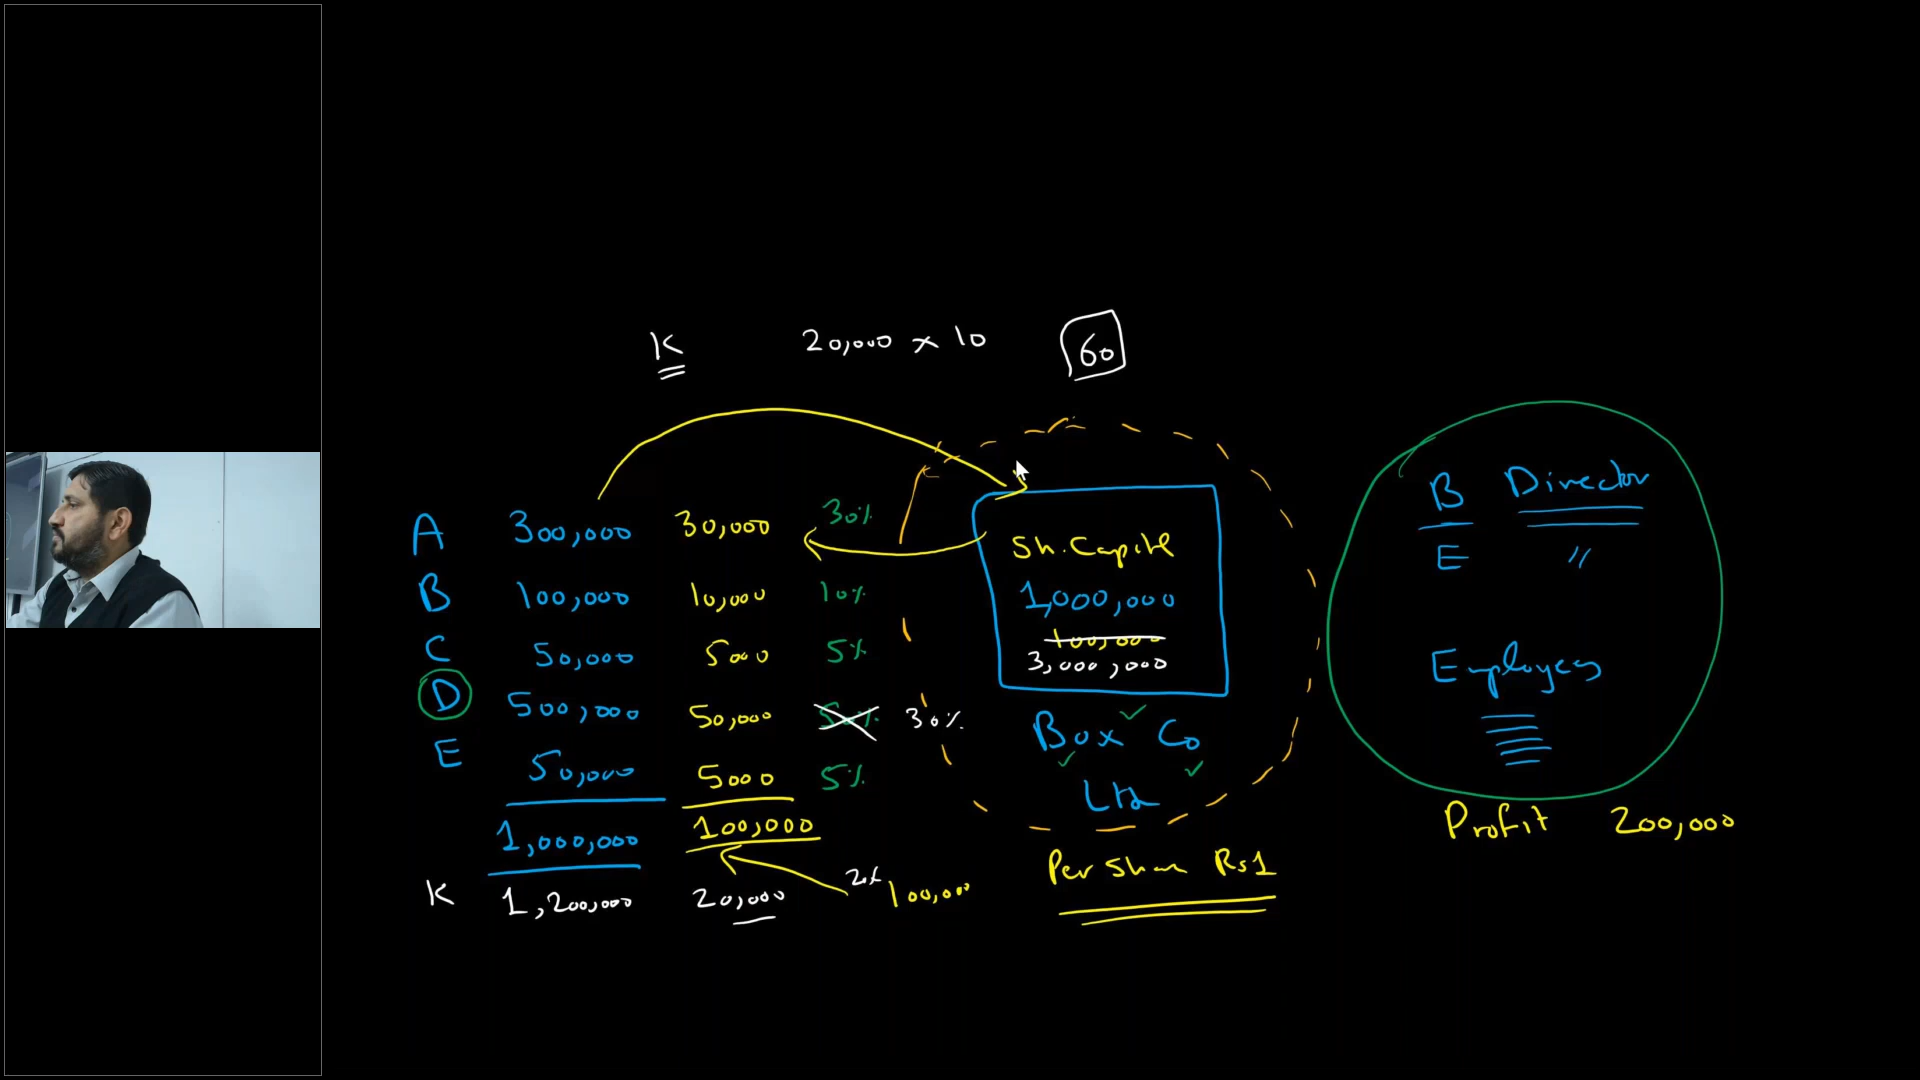 K 20,000 x 10 60
A 300,000 30,000 30%
B 100,000 10,000 10%
C 50,000 5000 5%
D 500,000 50,000 50% 30%
E 50,000 5000 5%
1,000,000 100,000
K 1,200,000 20,000 20% 100,000
Sh. Capital
1,000,000
100,000
3,000,000
Box Co
Ltd
Per Share Rs1
B Director
E "
Employees
Profit 200,000